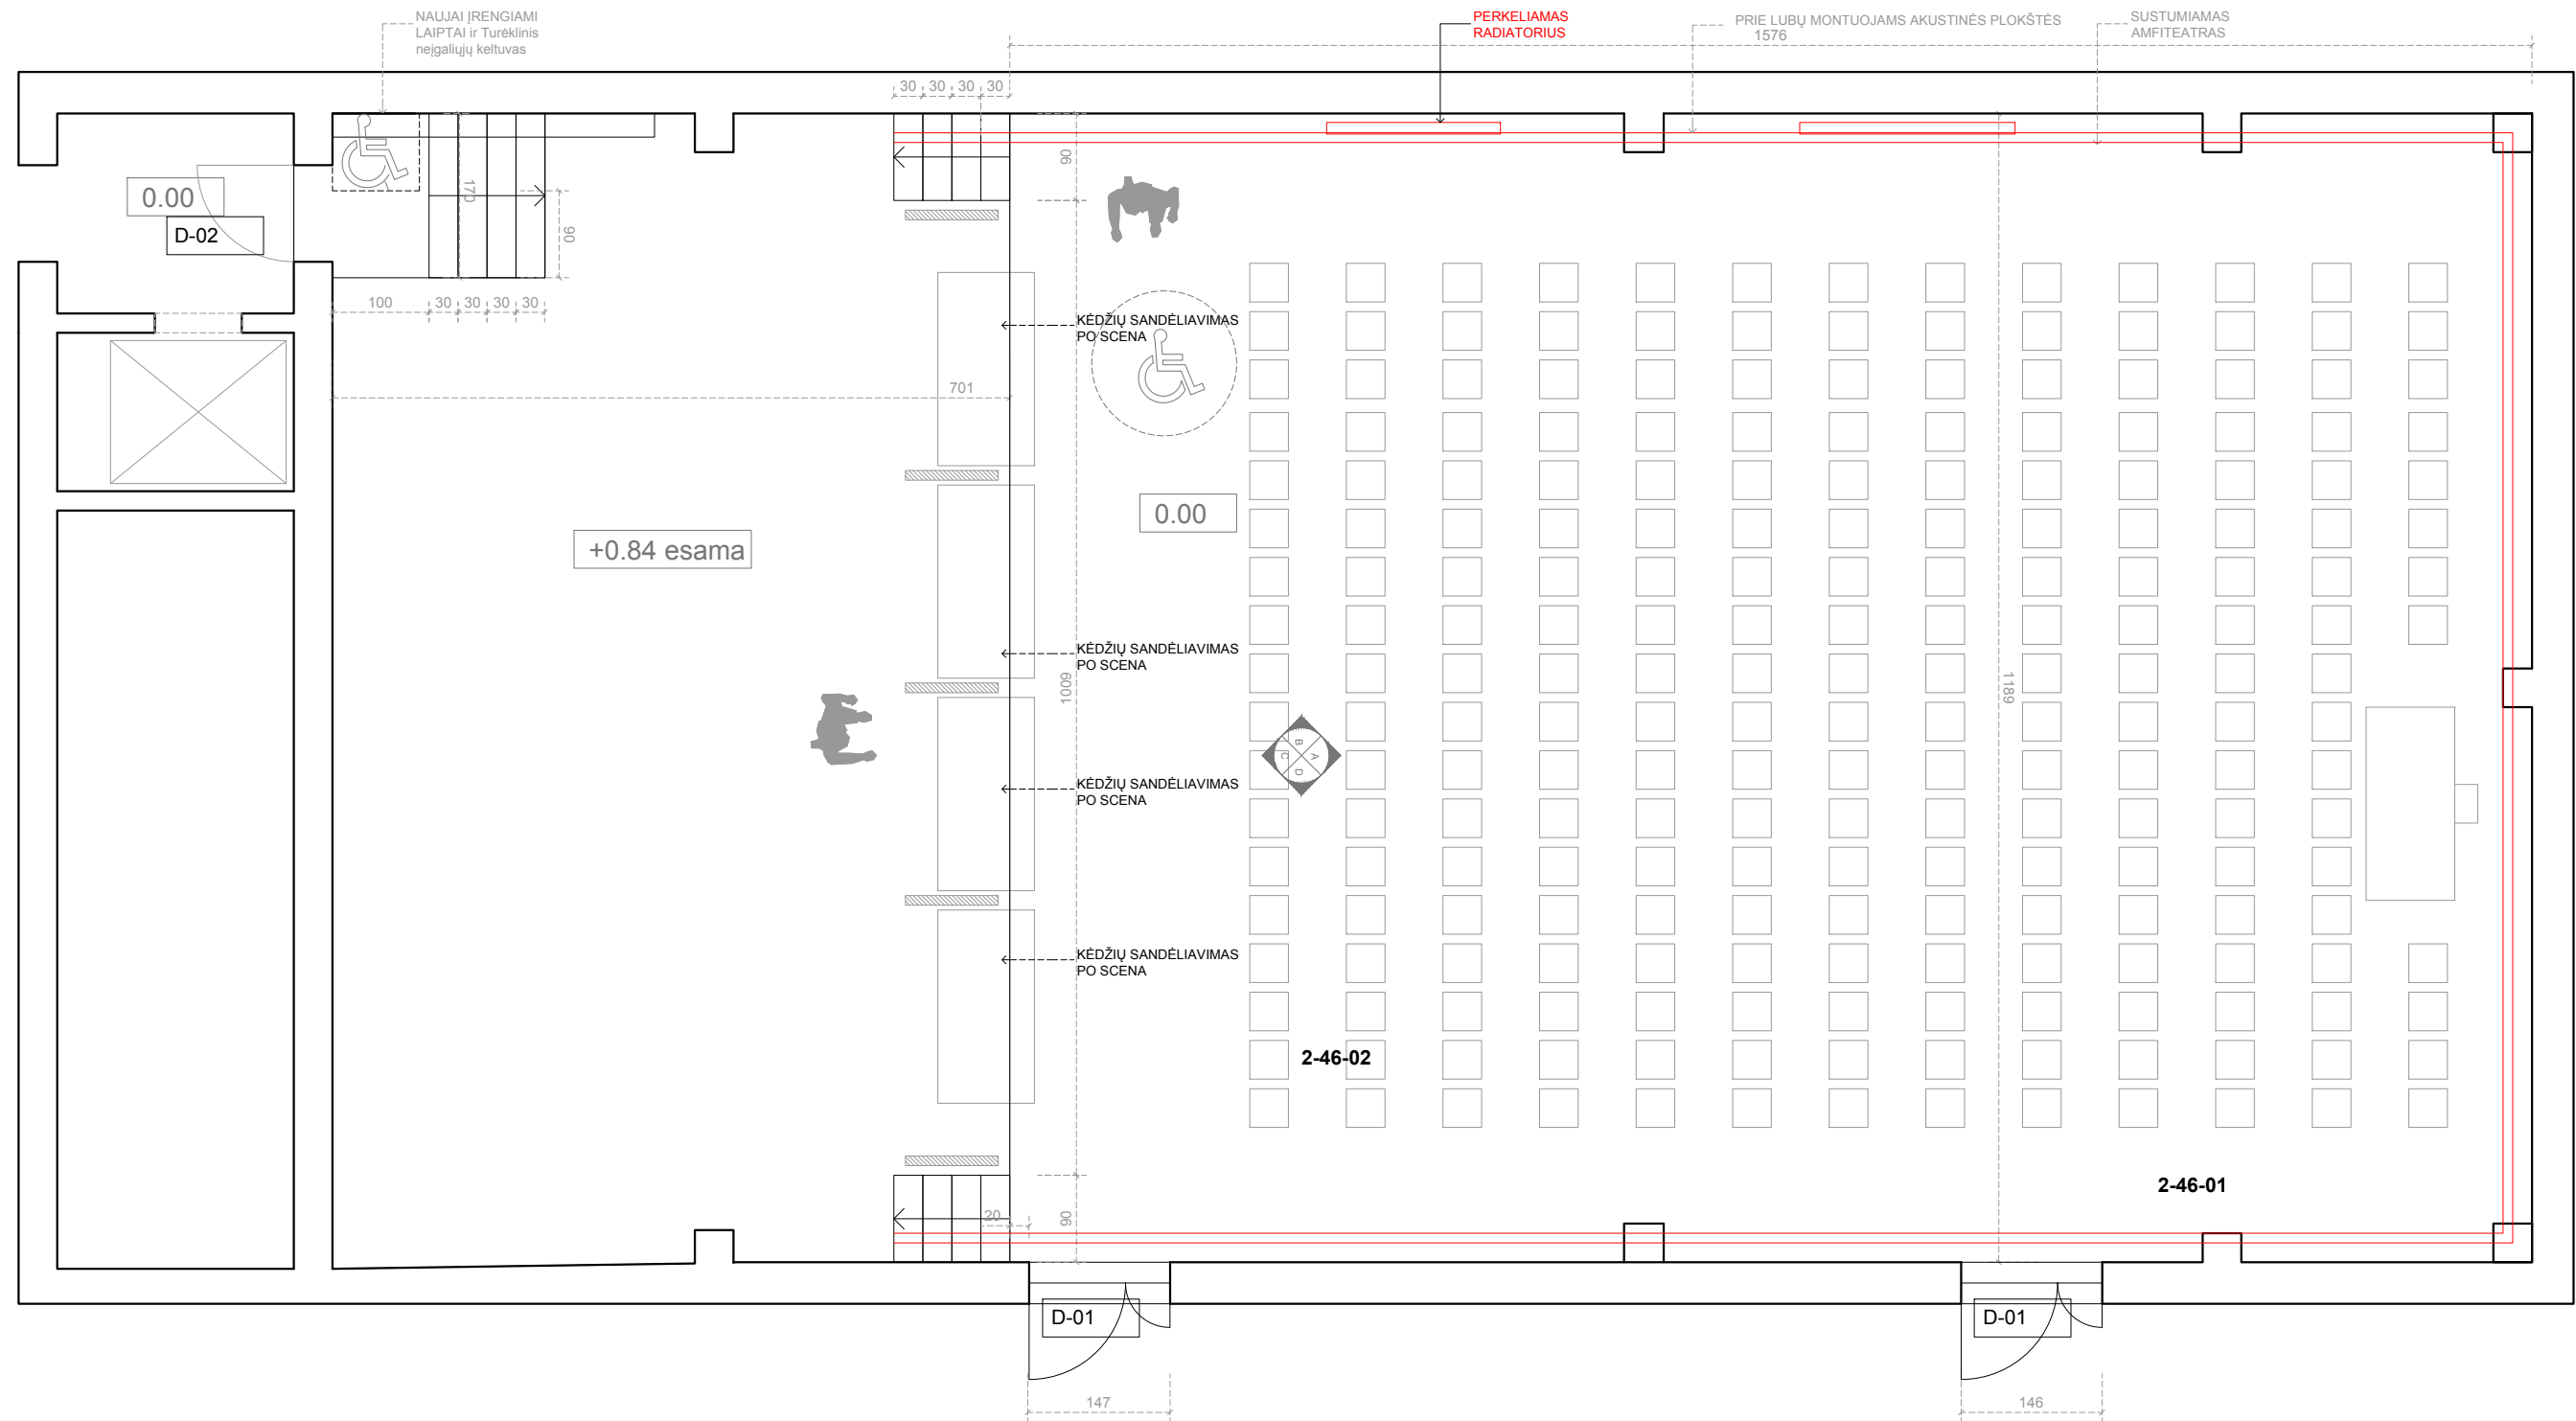 NAUJAI ĮRENGIAMI
LAIPTAI ir Turėklinis
neįgaliųjų keltuvas
PERKELIAMAS
RADIATORIUS
PRIE LUBŲ MONTUOJAMS AKUSTINĖS PLOKŠTĖS
1576
SUSTUMIAMAS
AMFITEATRAS
30 30 30 30
90
0.00
D-02
170
90
100 30 30 30 30
KĖDŽIŲ SANDĖLIAVIMAS
PO SCENA
701
0.00
+0.84 esama
KĖDŽIŲ SANDĖLIAVIMAS
PO SCENA
1009
1189
B A
C D
KĖDŽIŲ SANDĖLIAVIMAS
PO SCENA
KĖDŽIŲ SANDĖLIAVIMAS
PO SCENA
2-46-02
2-46-01
20
90
D-01
D-01
147
146